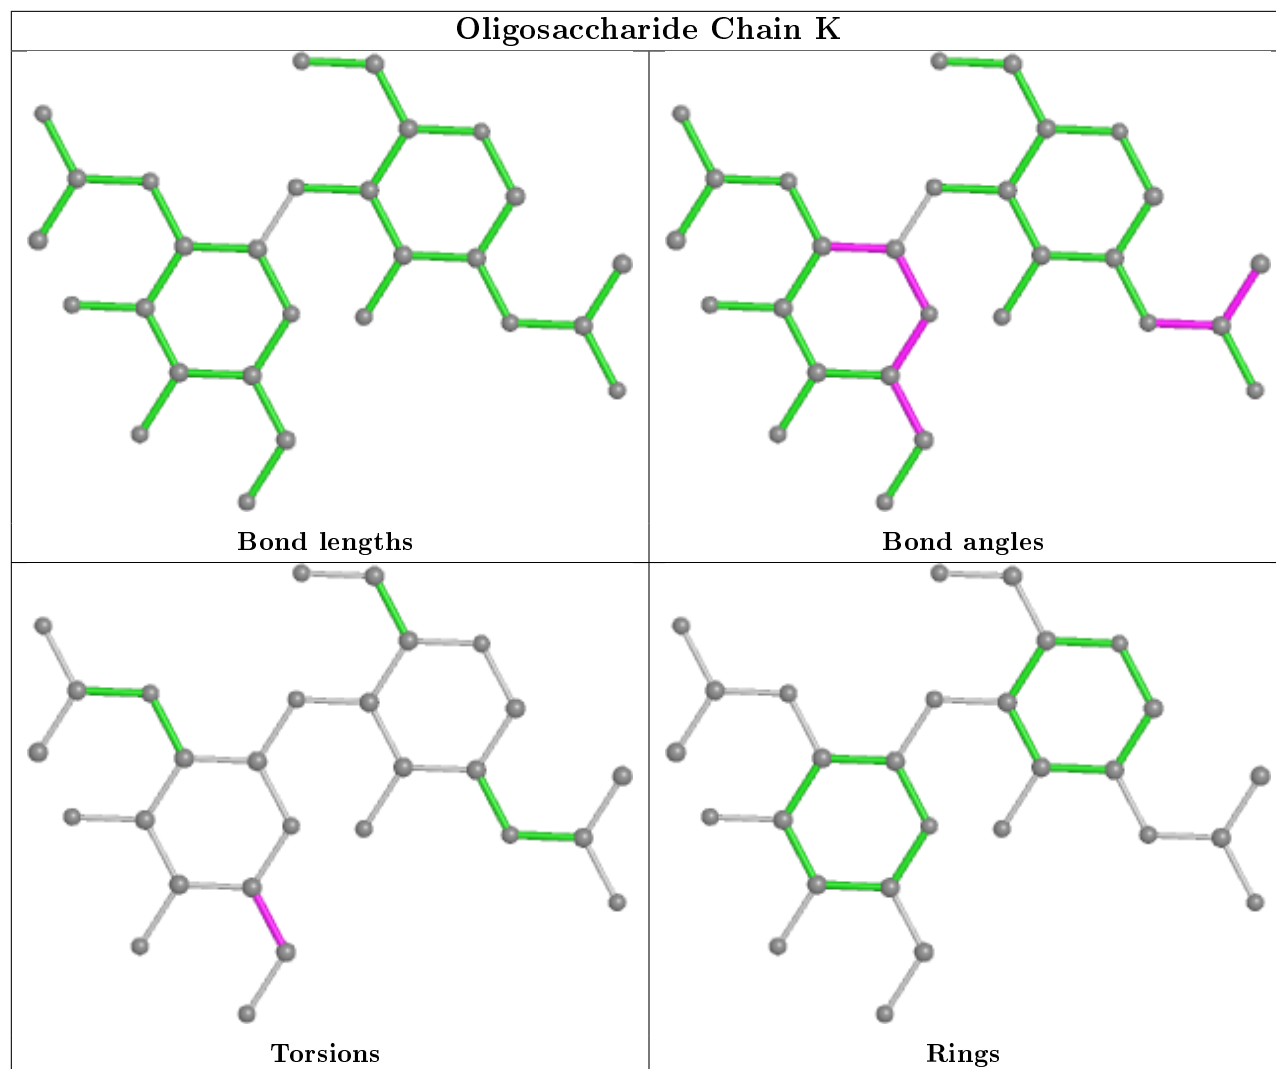 Oligosaccharide Chain K
Bond lengths
Bond angles
Torsions
Rings